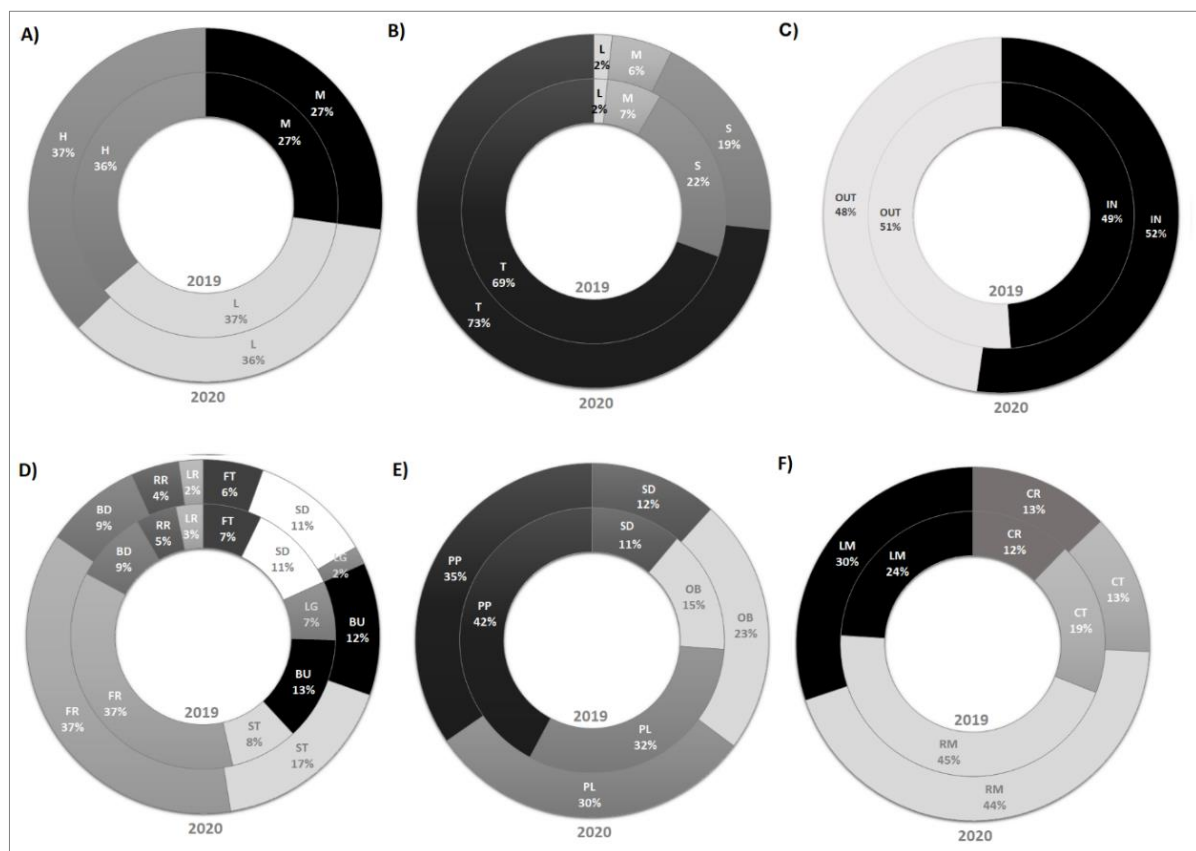 A)
M
27%
M
27%
H
37%
H
36%
2019
L
37%
L
36%
2020
B)
L
2%
M
6%
L
2%
M
7%
S
19%
S
22%
T
69%
T
73%
2019
2020
C)
OUT
48%
OUT
51%
IN
49%
IN
52%
2019
2020
D)
RR
4%
LR
2%
FT
6%
BD
9%
SD
11%
RR
5%
LR
3%
FT
7%
BD
9%
SD
11%
LG
2%
LG
7%
BU
12%
BU
13%
FR
37%
FR
37%
2019
ST
8%
ST
17%
2020
E)
SD
12%
SD
11%
PP
35%
PP
42%
OB
15%
OB
23%
2019
PL
32%
PL
30%
2020
F)
CR
13%
CR
12%
LM
30%
LM
24%
CT
13%
CT
19%
2019
RM
45%
RM
44%
2020